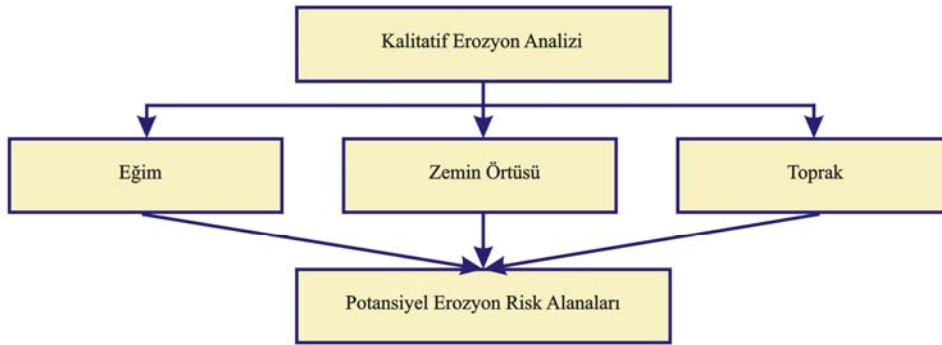 Kalitatif Erozyon Analizi
Eğim
Zemin Örtüsü
Toprak
Potansiyel Erozyon Risk Alanaları